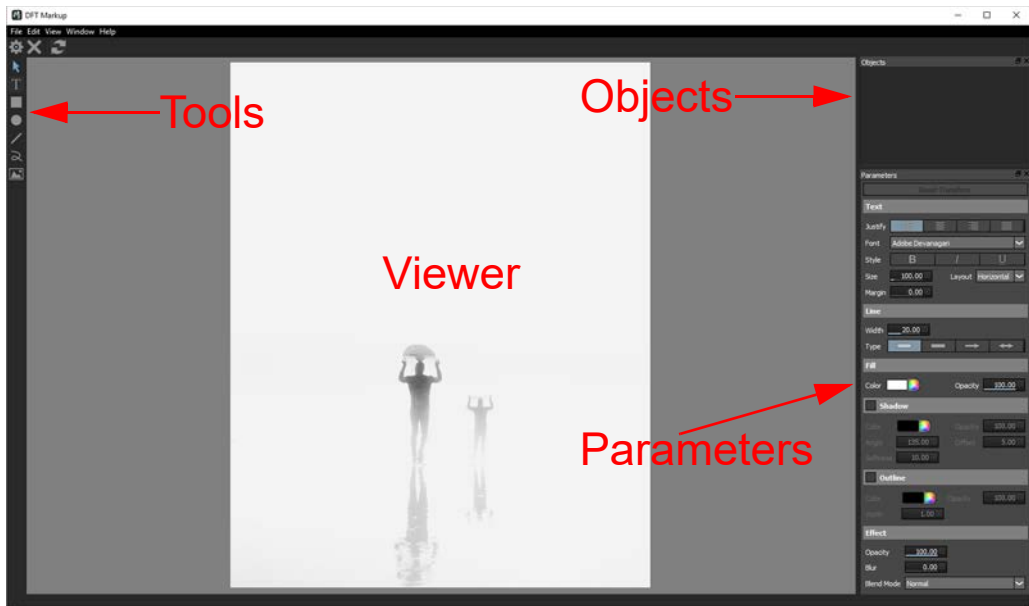 DFT Markup
File Edit View Window Help
T
Tools
Viewer
Objects
Objects
Parameters
Parameters
Reset Transform
Text
Justify
Font Adobe Devanagari
Style B I U
Size 100.00 Layout Horizontal
Margin 0.00
Line
Width 20.00
Type
Fill
Color Opacity 100.00
Shadow
Color Opacity 100.00
Angle 135.00 Offset 5.00
Softness 10.00
Outline
Color Opacity 100.00
Width 1.00
Effect
Opacity 100.00
Blur 0.00
Blend Mode Normal